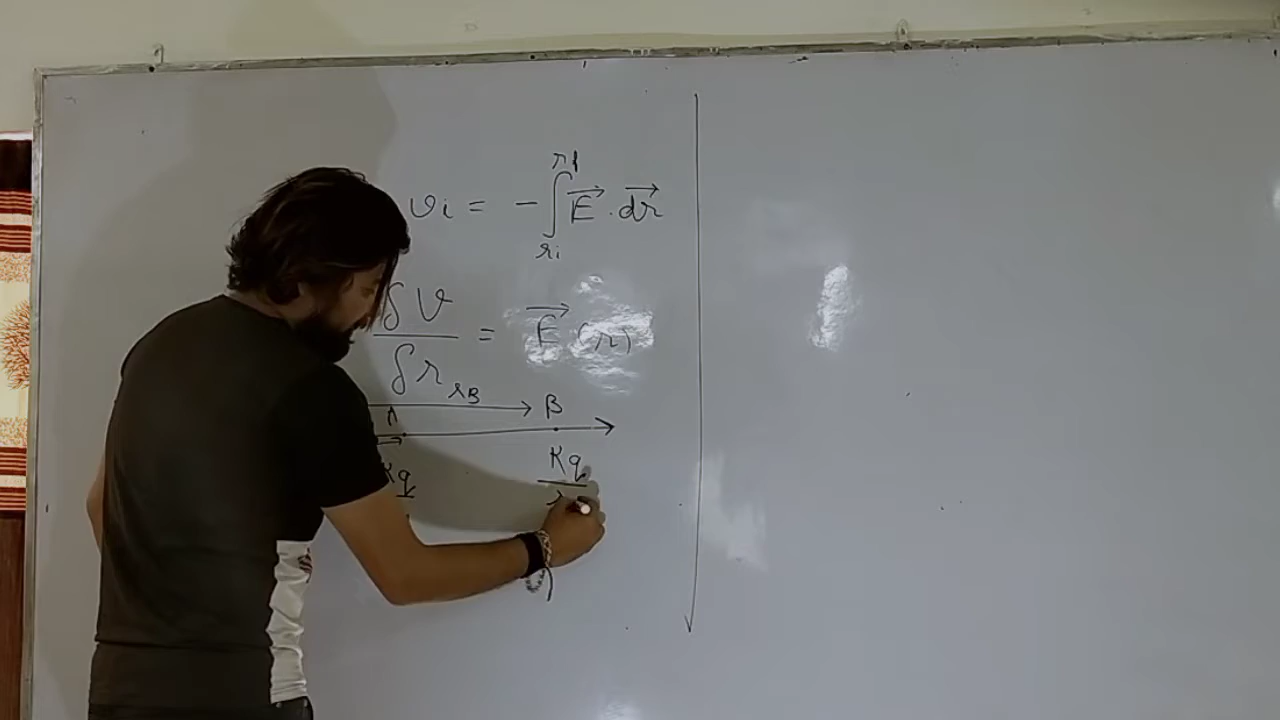 rf
vi = - ∫ E⃗ . dr⃗
ri
δV
— = E⃗ (r)
δr
rB
A B
Kq Kq
r